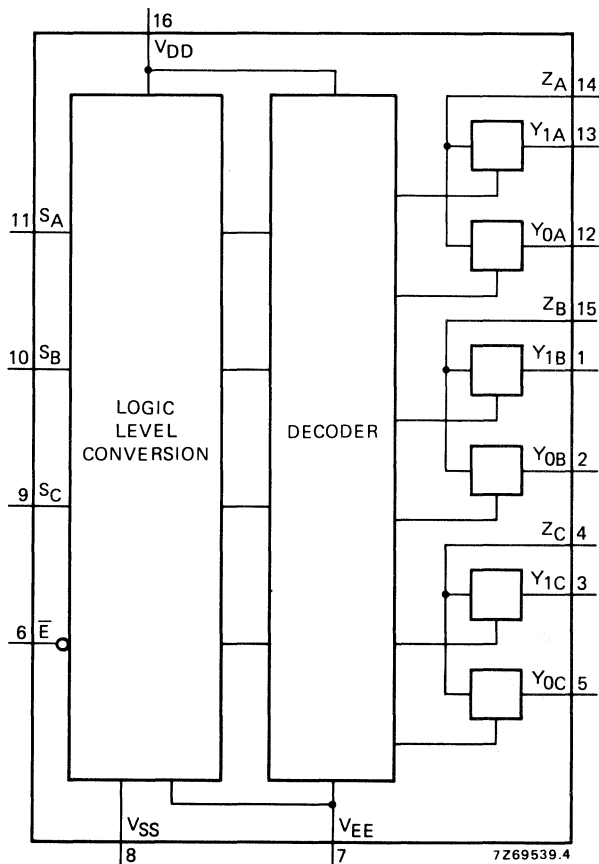 16
VDD
ZA 14
Y1A 13
11 SA
Y0A 12
ZB 15
10 SB
Y1B 1
LOGIC
LEVEL
CONVERSION
DECODER
Y0B 2
9 SC
ZC 4
Y1C 3
6 E̅
Y0C 5
VSS
VEE
8
7
7Z69539.4